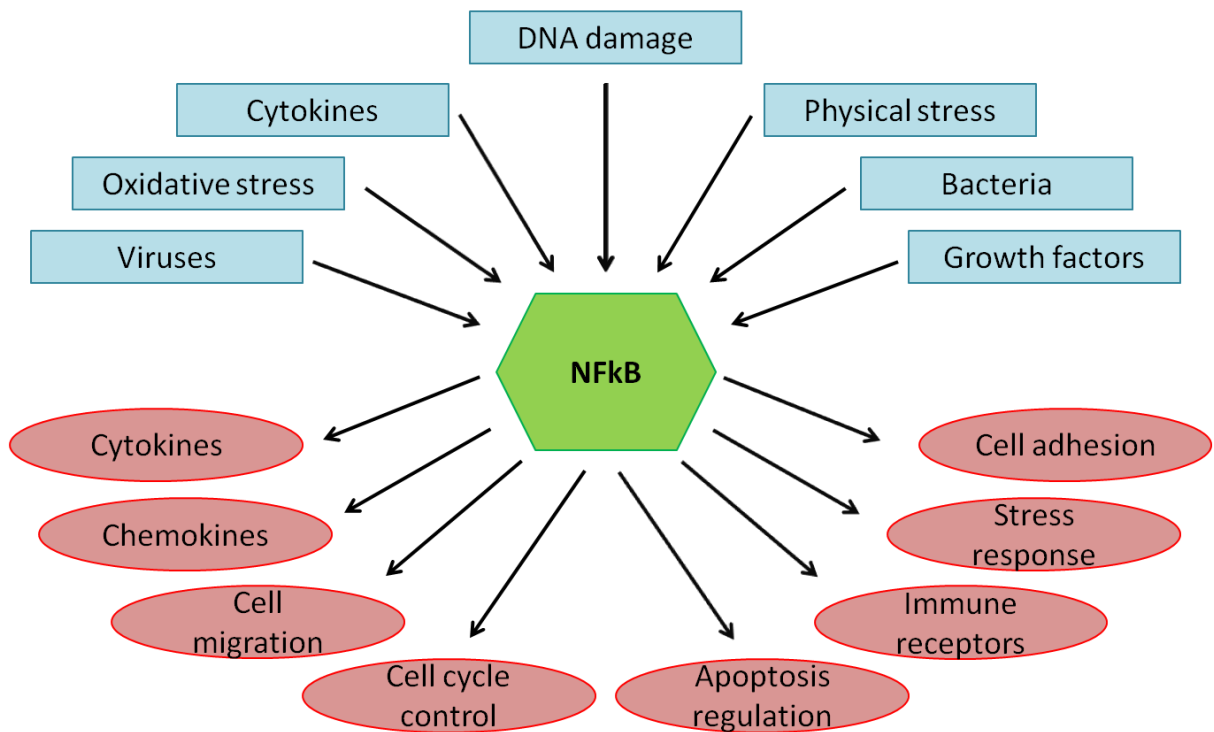 DNA damage
Cytokines
Physical stress
Oxidative stress
Bacteria
Viruses
Growth factors
NFkB
Cytokines
Cell adhesion
Chemokines
Stress
response
Cell
migration
Immune
receptors
Cell cycle
control
Apoptosis
regulation